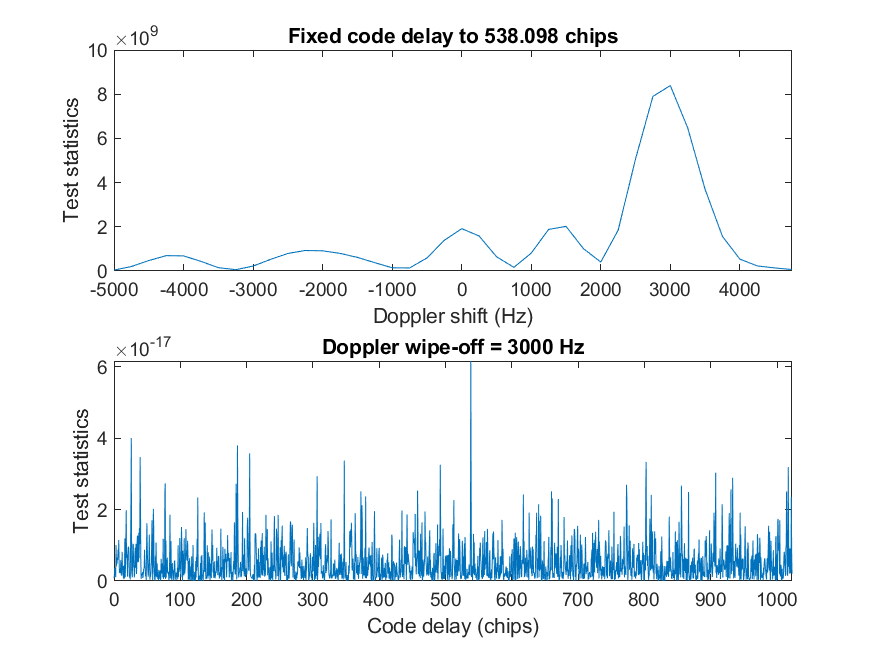 ×10^9
Fixed code delay to 538.098 chips
10
8
6
4
2
0
Test statistics
-5000 -4000 -3000 -2000 -1000 0 1000 2000 3000 4000
Doppler shift (Hz)
×10^-17
Doppler wipe-off = 3000 Hz
6
4
2
0
Test statistics
0 100 200 300 400 500 600 700 800 900 1000
Code delay (chips)